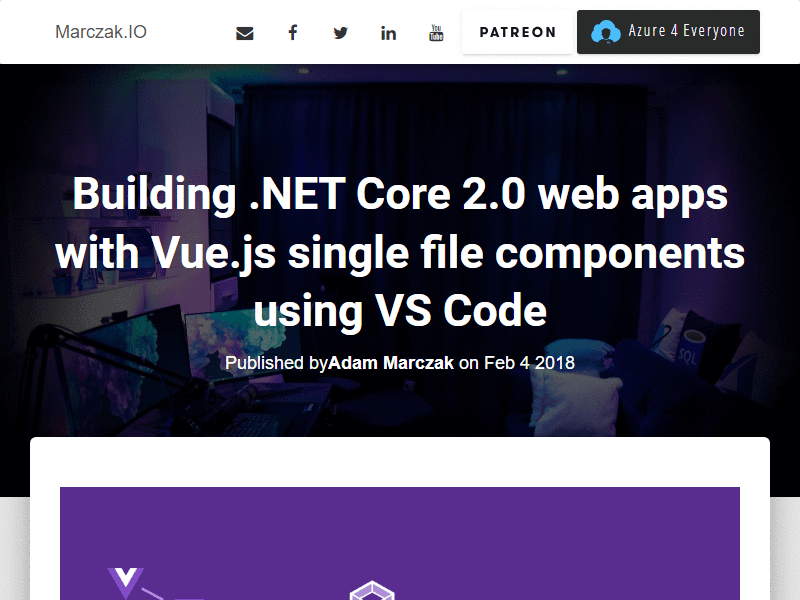 Marczak.IO
You Tube
PATREON
Azure 4 Everyone
Building .NET Core 2.0 web apps
with Vue.js single file components
using VS Code
Published byAdam Marczak on Feb 4 2018
SQL